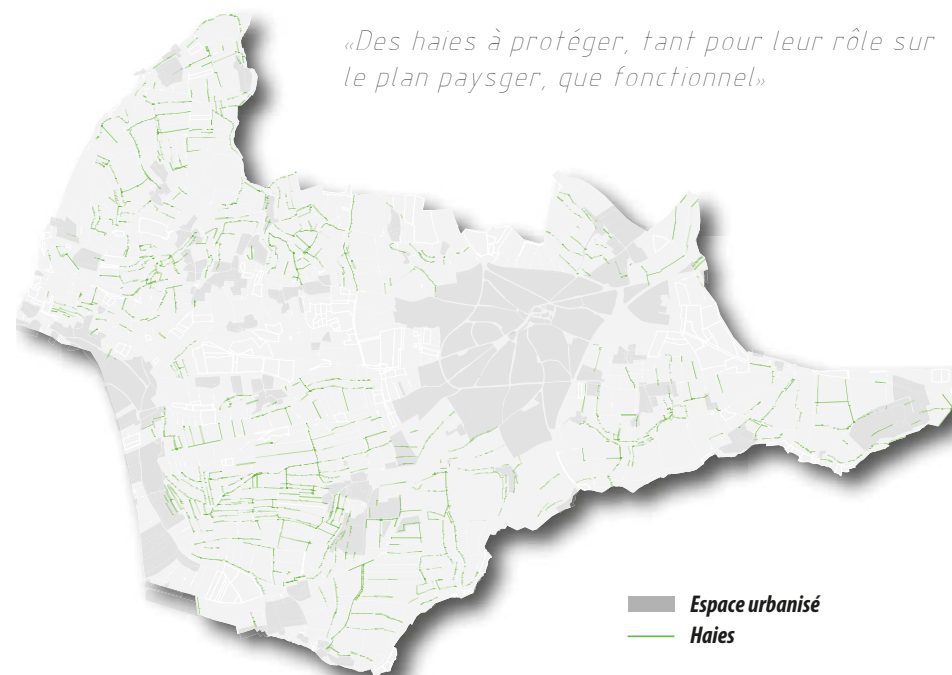 «Des haies à protéger, tant pour leur rôle sur
le plan paysger, que fonctionnel»
Espace urbanisé
Haies